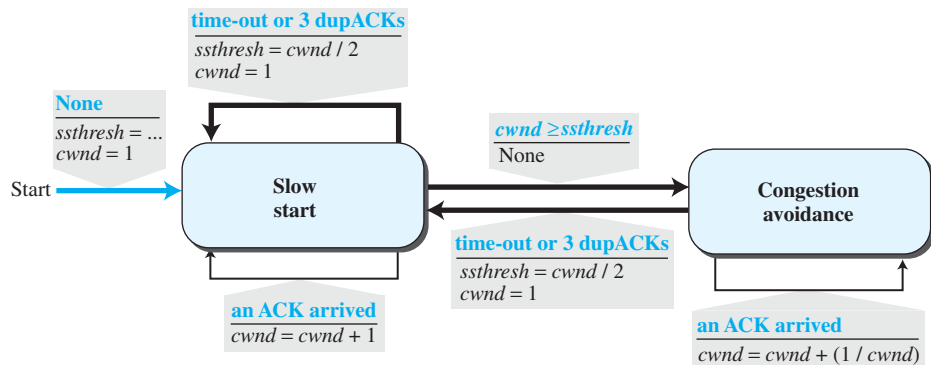 time-out or 3 dupACKs
ssthresh = cwnd / 2
cwnd = 1
None
ssthresh = ...
cwnd = 1
Start
Slow
start
an ACK arrived
cwnd = cwnd + 1
cwnd ≥ssthresh
None
time-out or 3 dupACKs
ssthresh = cwnd / 2
cwnd = 1
Congestion
avoidance
an ACK arrived
cwnd = cwnd + (1 / cwnd)